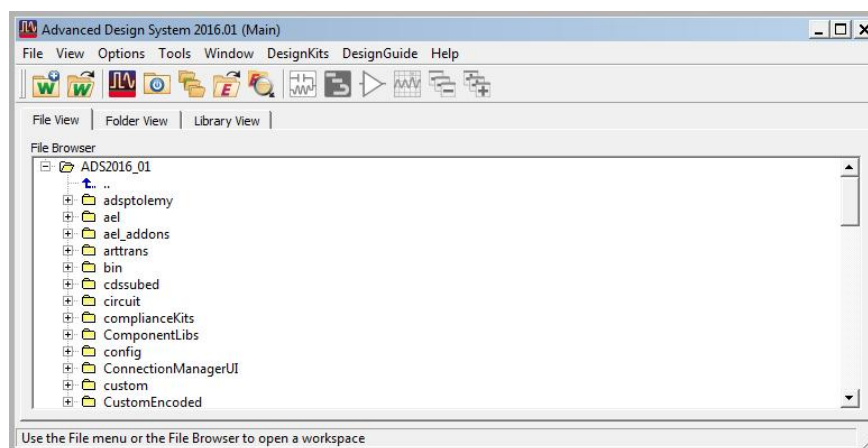 Advanced Design System 2016.01 (Main)
File View Options Tools Window DesignKits DesignGuide Help
File View Folder View Library View
File Browser
ADS2016_01
..
adsptolemy
ael
ael_addons
arttrans
bin
cdssubed
circuit
complianceKits
ComponentLibs
config
ConnectionManagerUI
custom
CustomEncoded
Use the File menu or the File Browser to open a workspace